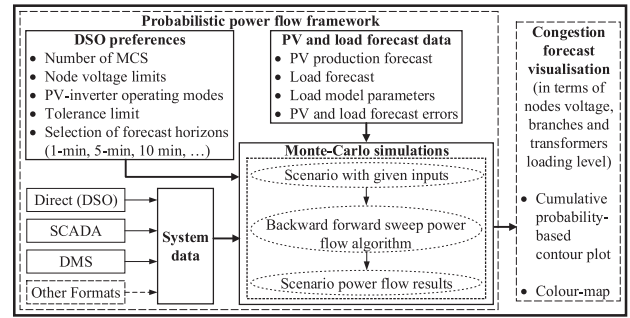 Probabilistic power flow framework
DSO preferences
• Number of MCS
• Node voltage limits
• PV-inverter operating modes
• Tolerance limit
• Selection of forecast horizons
(1-min, 5-min, 10 min, …)
PV and load forecast data
• PV production forecast
• Load forecast
• Load model parameters
• PV and load forecast errors
Direct (DSO)
SCADA
DMS
Other Formats
System
data
Monte-Carlo simulations
Scenario with given inputs
Backward forward sweep power
flow algorithm
Scenario power flow results
Congestion
forecast
visualisation
(in terms of
nodes voltage,
branches and
transformers
loading level)
• Cumulative
probability-
based
contour plot
• Colour-map